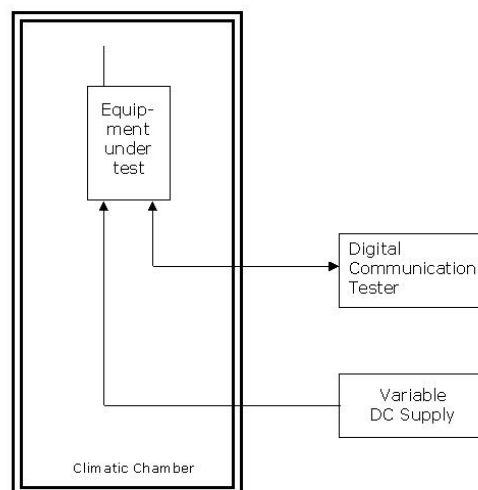 Equip-
ment
under
test
Digital
Communication
Tester
Variable
DC Supply
Climatic Chamber